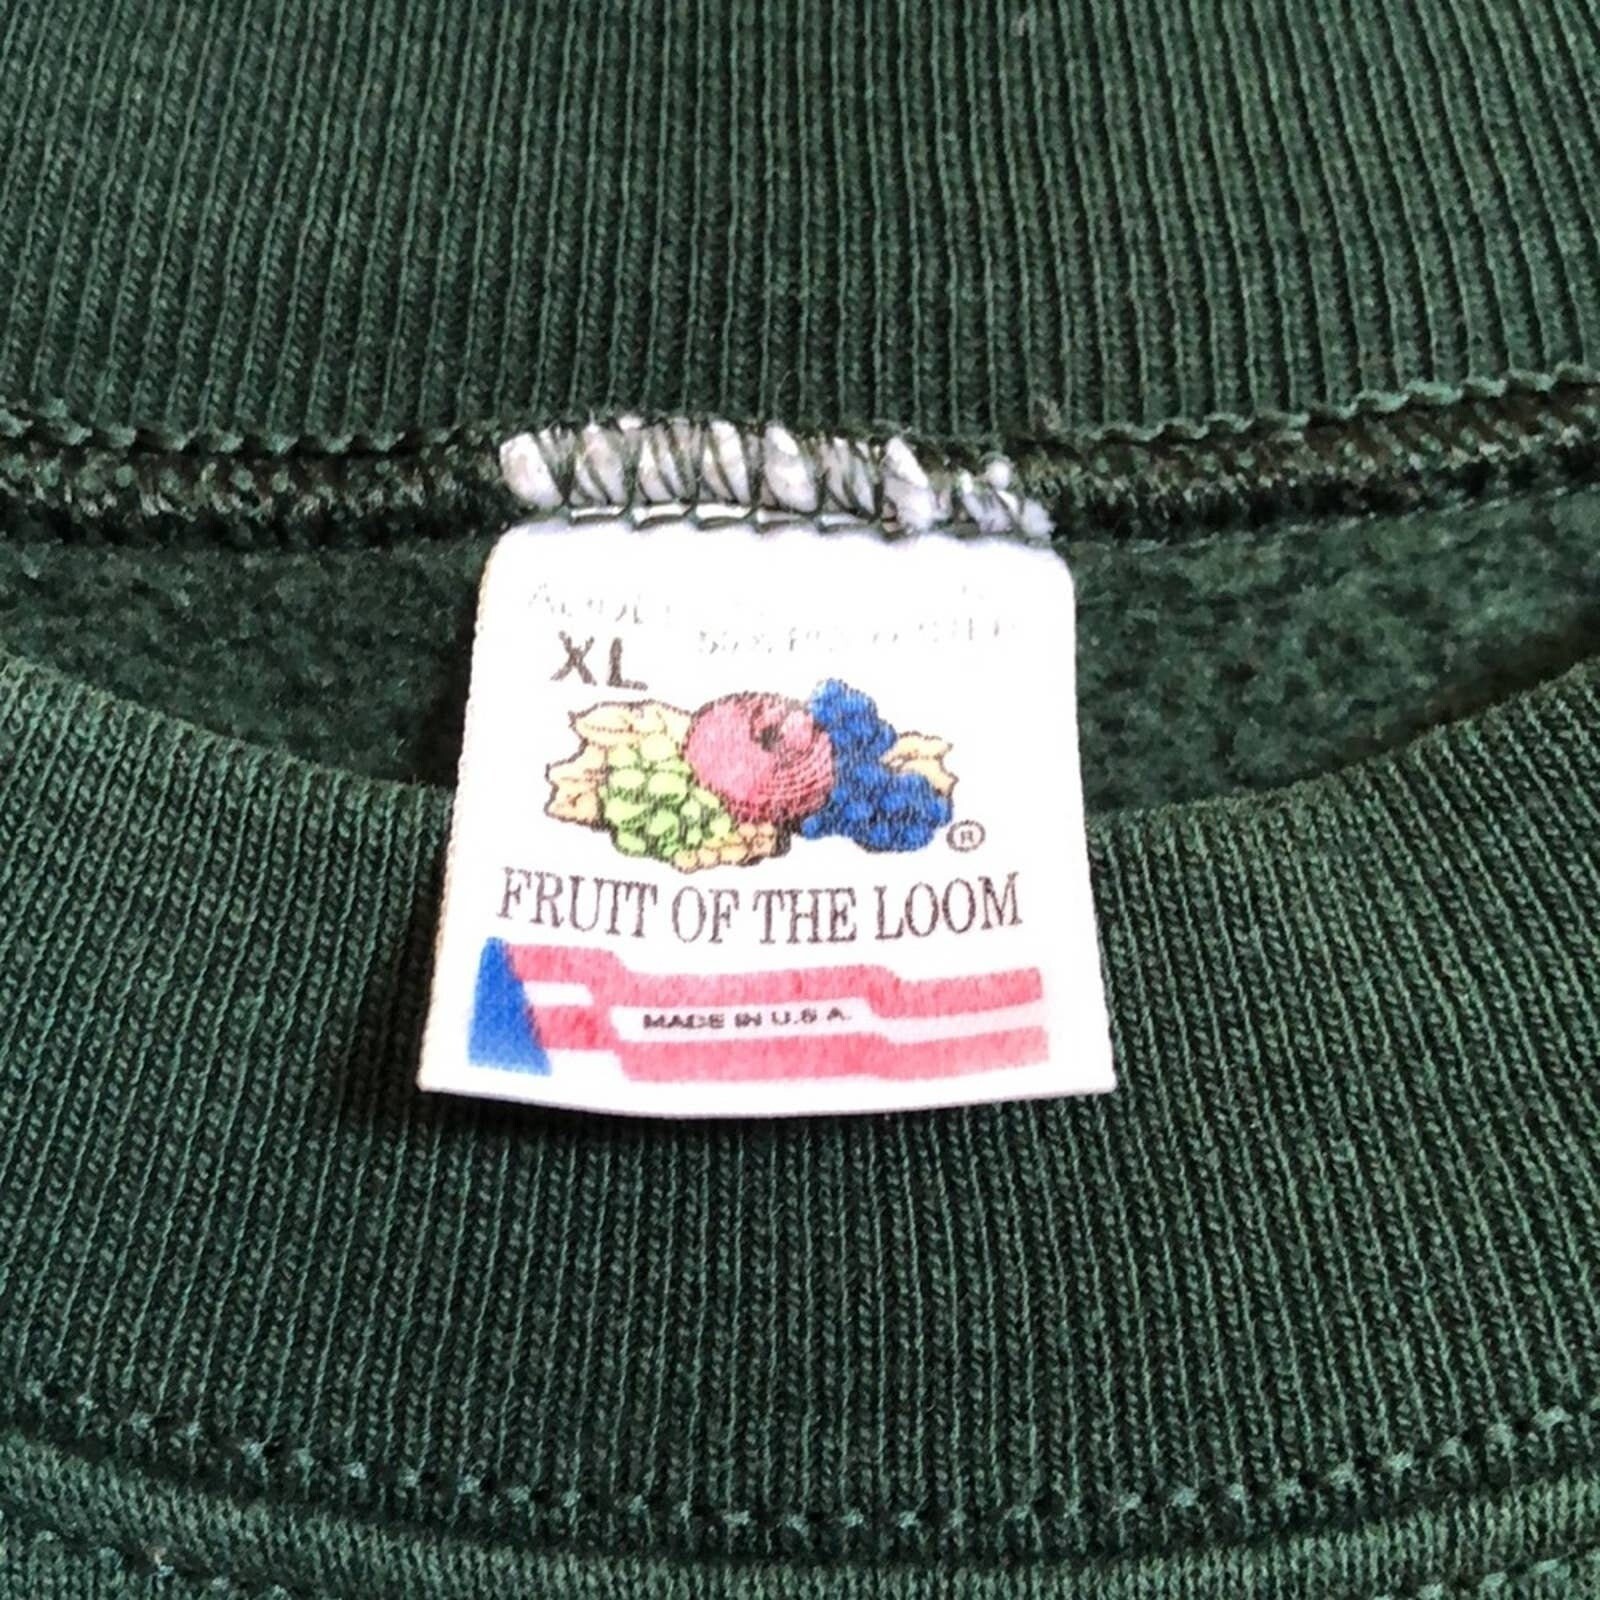 XL
®
FRUIT OF THE LOOM
MADE IN U.S.A.